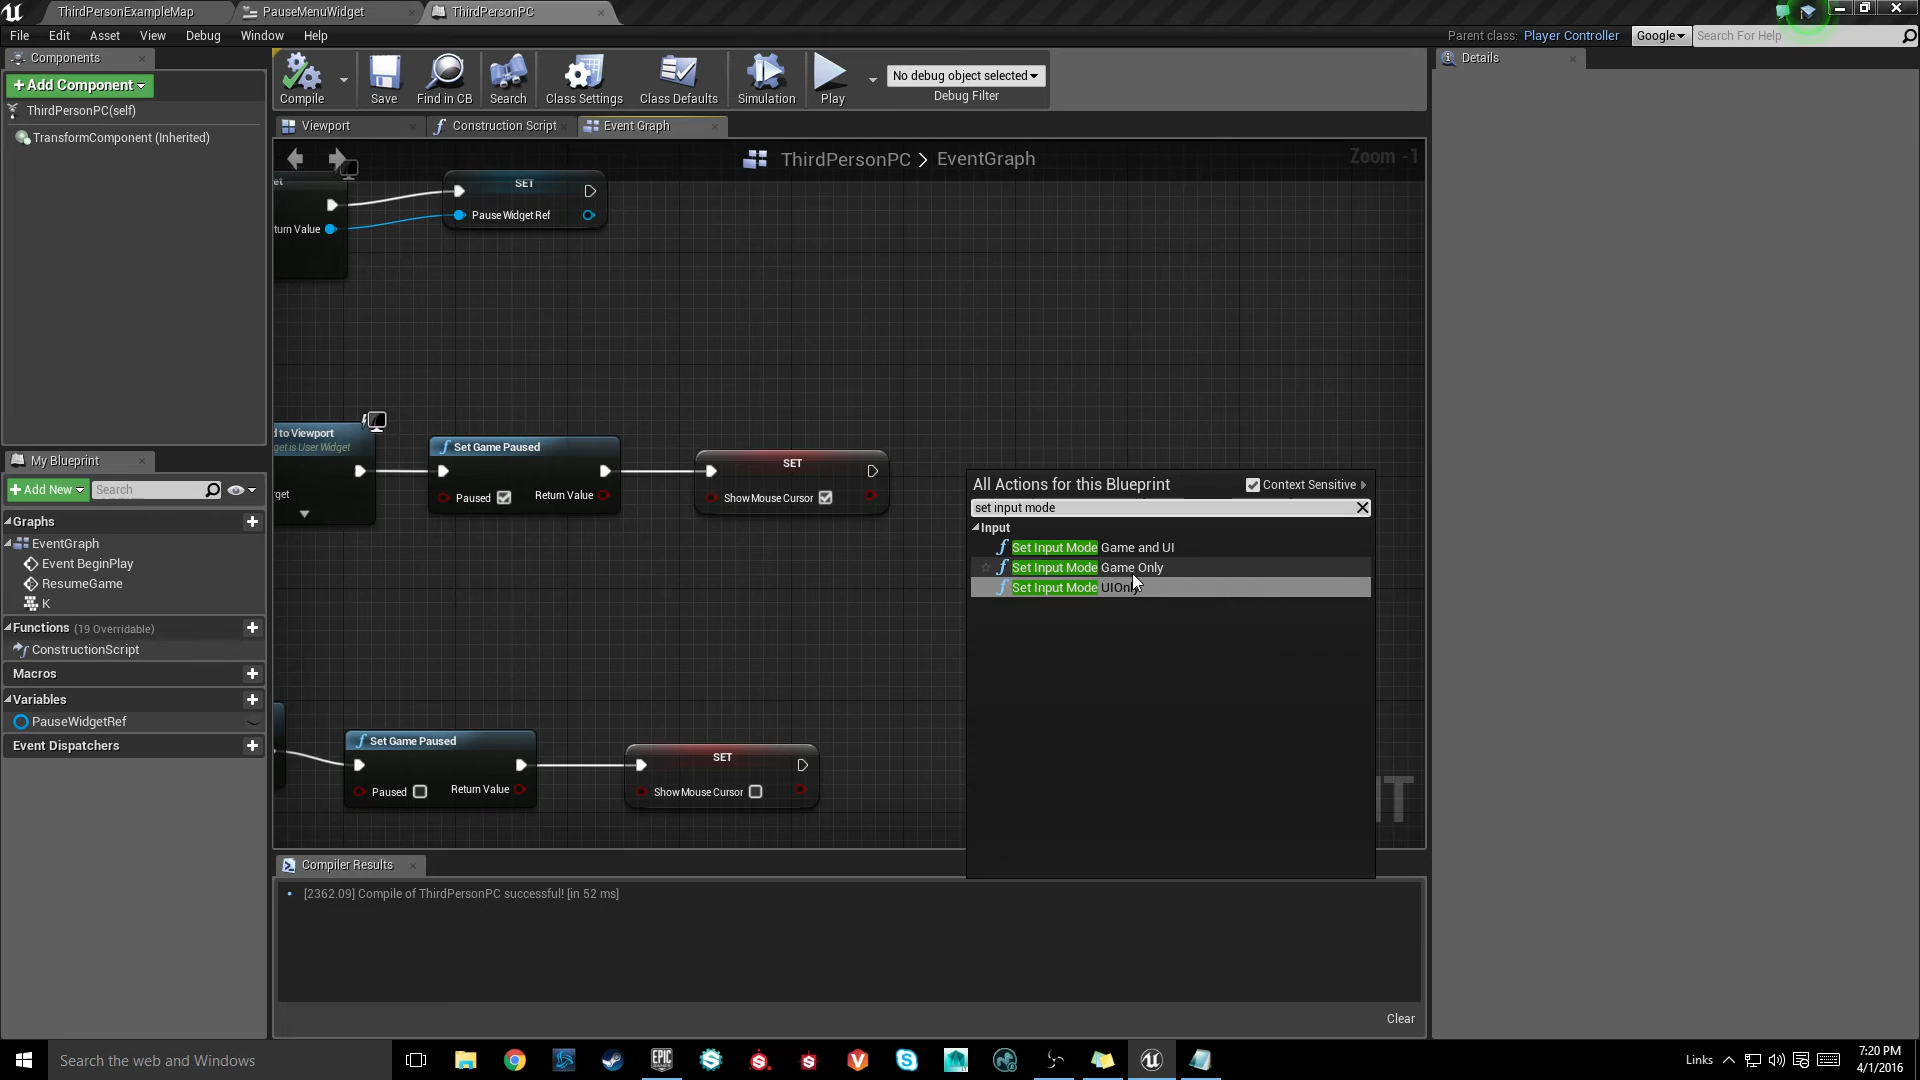 ThirdPersonExampleMap
PauseMenuWidget
ThirdPersonPC
File Edit Asset View Debug Window Help
Parent class: Player Controller
Google
Search For Help
Components
Add Component
ThirdPersonPC(self)
TransformComponent (Inherited)
Compile
Save
Find in CB
Search
Class Settings
Class Defaults
Simulation
Play
No debug object selected
Debug Filter
Details
Viewport
Construction Script
Event Graph
ThirdPersonPC > EventGraph
Zoom -1
SET
Pause Widget Ref
turn Value
d to Viewport
get is User Widget
rget
Set Game Paused
Paused
Return Value
SET
Show Mouse Cursor
Set Game Paused
Paused
Return Value
SET
Show Mouse Cursor
All Actions for this Blueprint
Context Sensitive
set input mode
Input
Set Input Mode Game and UI
Set Input Mode Game Only
Set Input Mode UIOnly
My Blueprint
Add New
Search
Graphs
EventGraph
Event BeginPlay
ResumeGame
K
Functions (19 Overridable)
ConstructionScript
Macros
Variables
PauseWidgetRef
Event Dispatchers
Compiler Results
[2362.09] Compile of ThirdPersonPC successful! [in 52 ms]
Clear
Search the web and Windows
EPIC
GAMES
Links
7:20 PM
4/1/2016